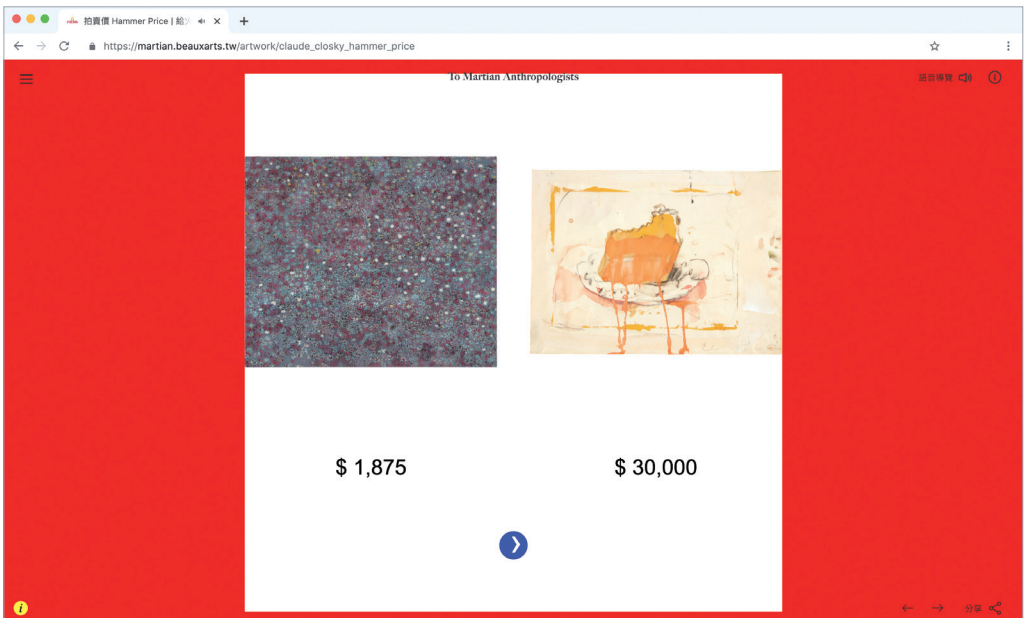 拍賣價 Hammer Price | 給
https://martian.beauxarts.tw/artwork/claude_closky_hammer_price
To Martian Anthropologists
語音導覽
$ 1,875
$ 30,000
分享